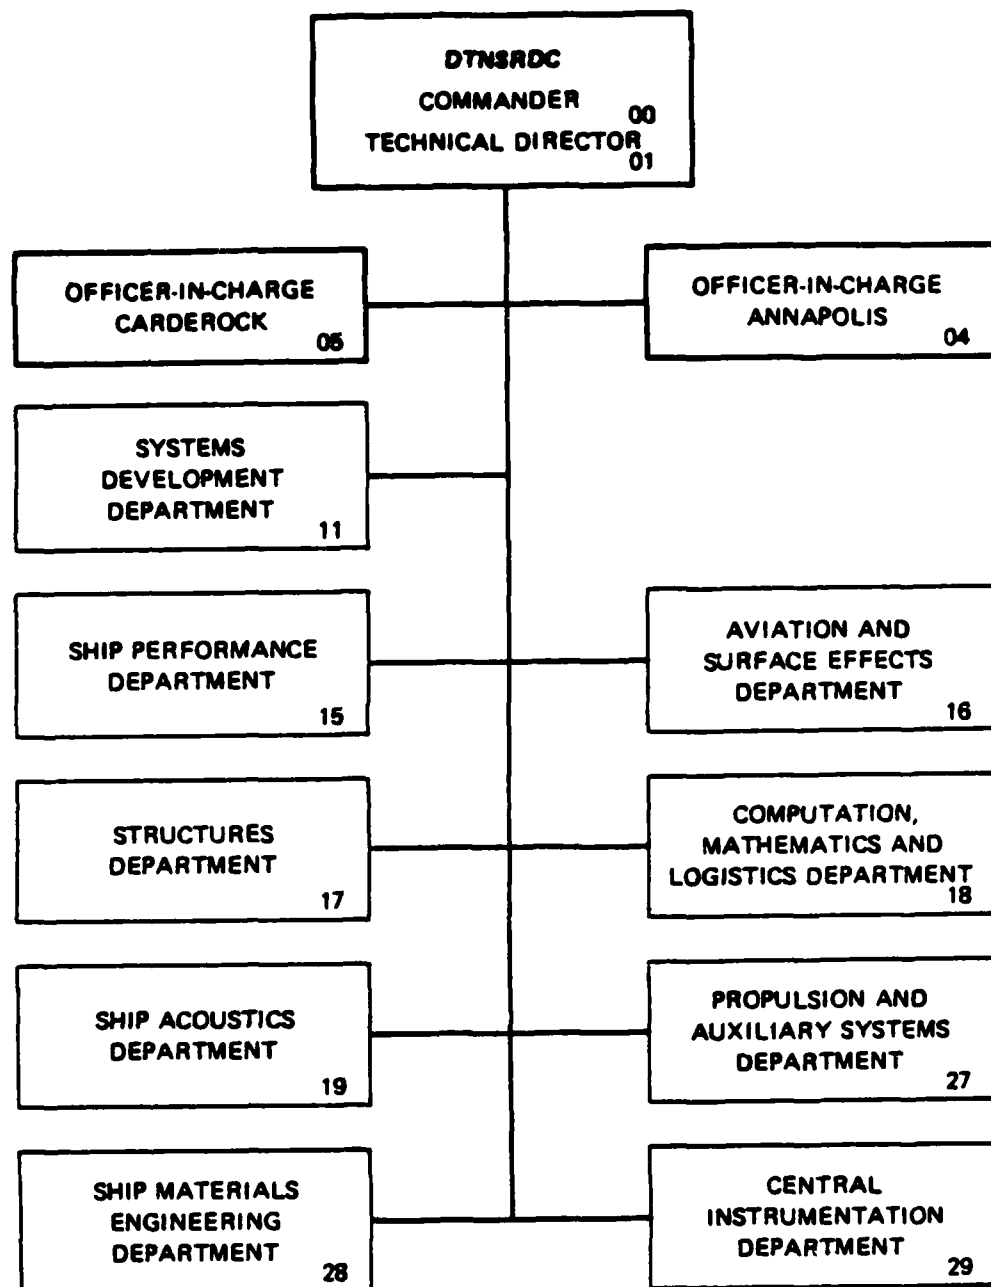 DTNSRDC
COMMANDER
00
TECHNICAL DIRECTOR
01
OFFICER-IN-CHARGE
CARDEROCK
05
OFFICER-IN-CHARGE
ANNAPOLIS
04
SYSTEMS
DEVELOPMENT
DEPARTMENT
11
SHIP PERFORMANCE
DEPARTMENT
15
AVIATION AND
SURFACE EFFECTS
DEPARTMENT
16
STRUCTURES
DEPARTMENT
17
COMPUTATION,
MATHEMATICS AND
LOGISTICS DEPARTMENT
18
SHIP ACOUSTICS
DEPARTMENT
19
PROPULSION AND
AUXILIARY SYSTEMS
DEPARTMENT
27
SHIP MATERIALS
ENGINEERING
DEPARTMENT
28
CENTRAL
INSTRUMENTATION
DEPARTMENT
29